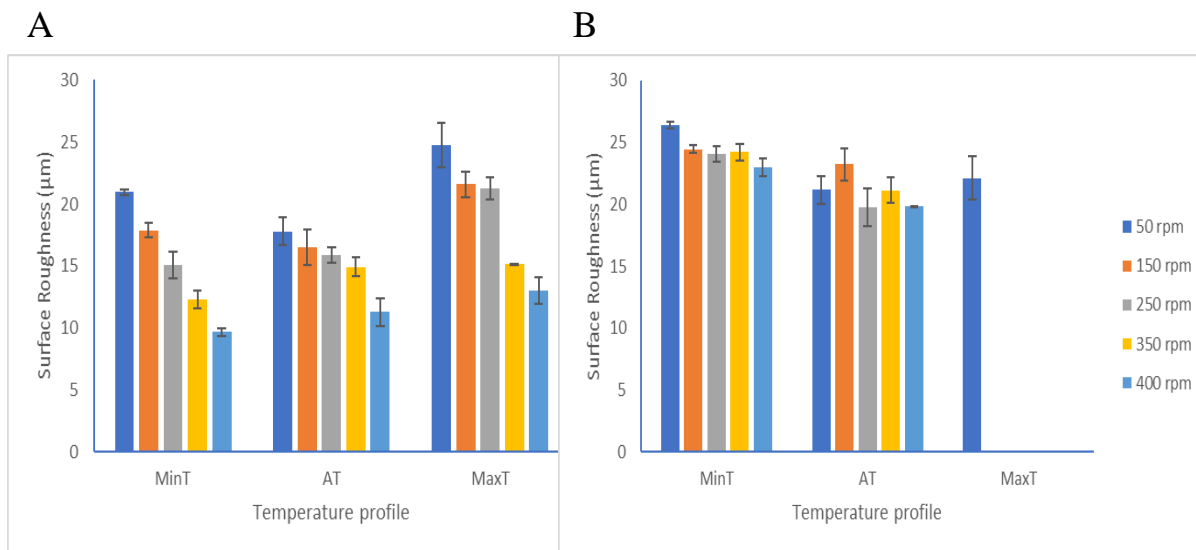 A
B
Surface Roughness (µm)
30
25
20
15
10
5
0
MinT
AT
MaxT
Temperature profile
Surface Roughness (µm)
30
25
20
15
10
5
0
MinT
AT
MaxT
Temperature profile
50 rpm
150 rpm
250 rpm
350 rpm
400 rpm